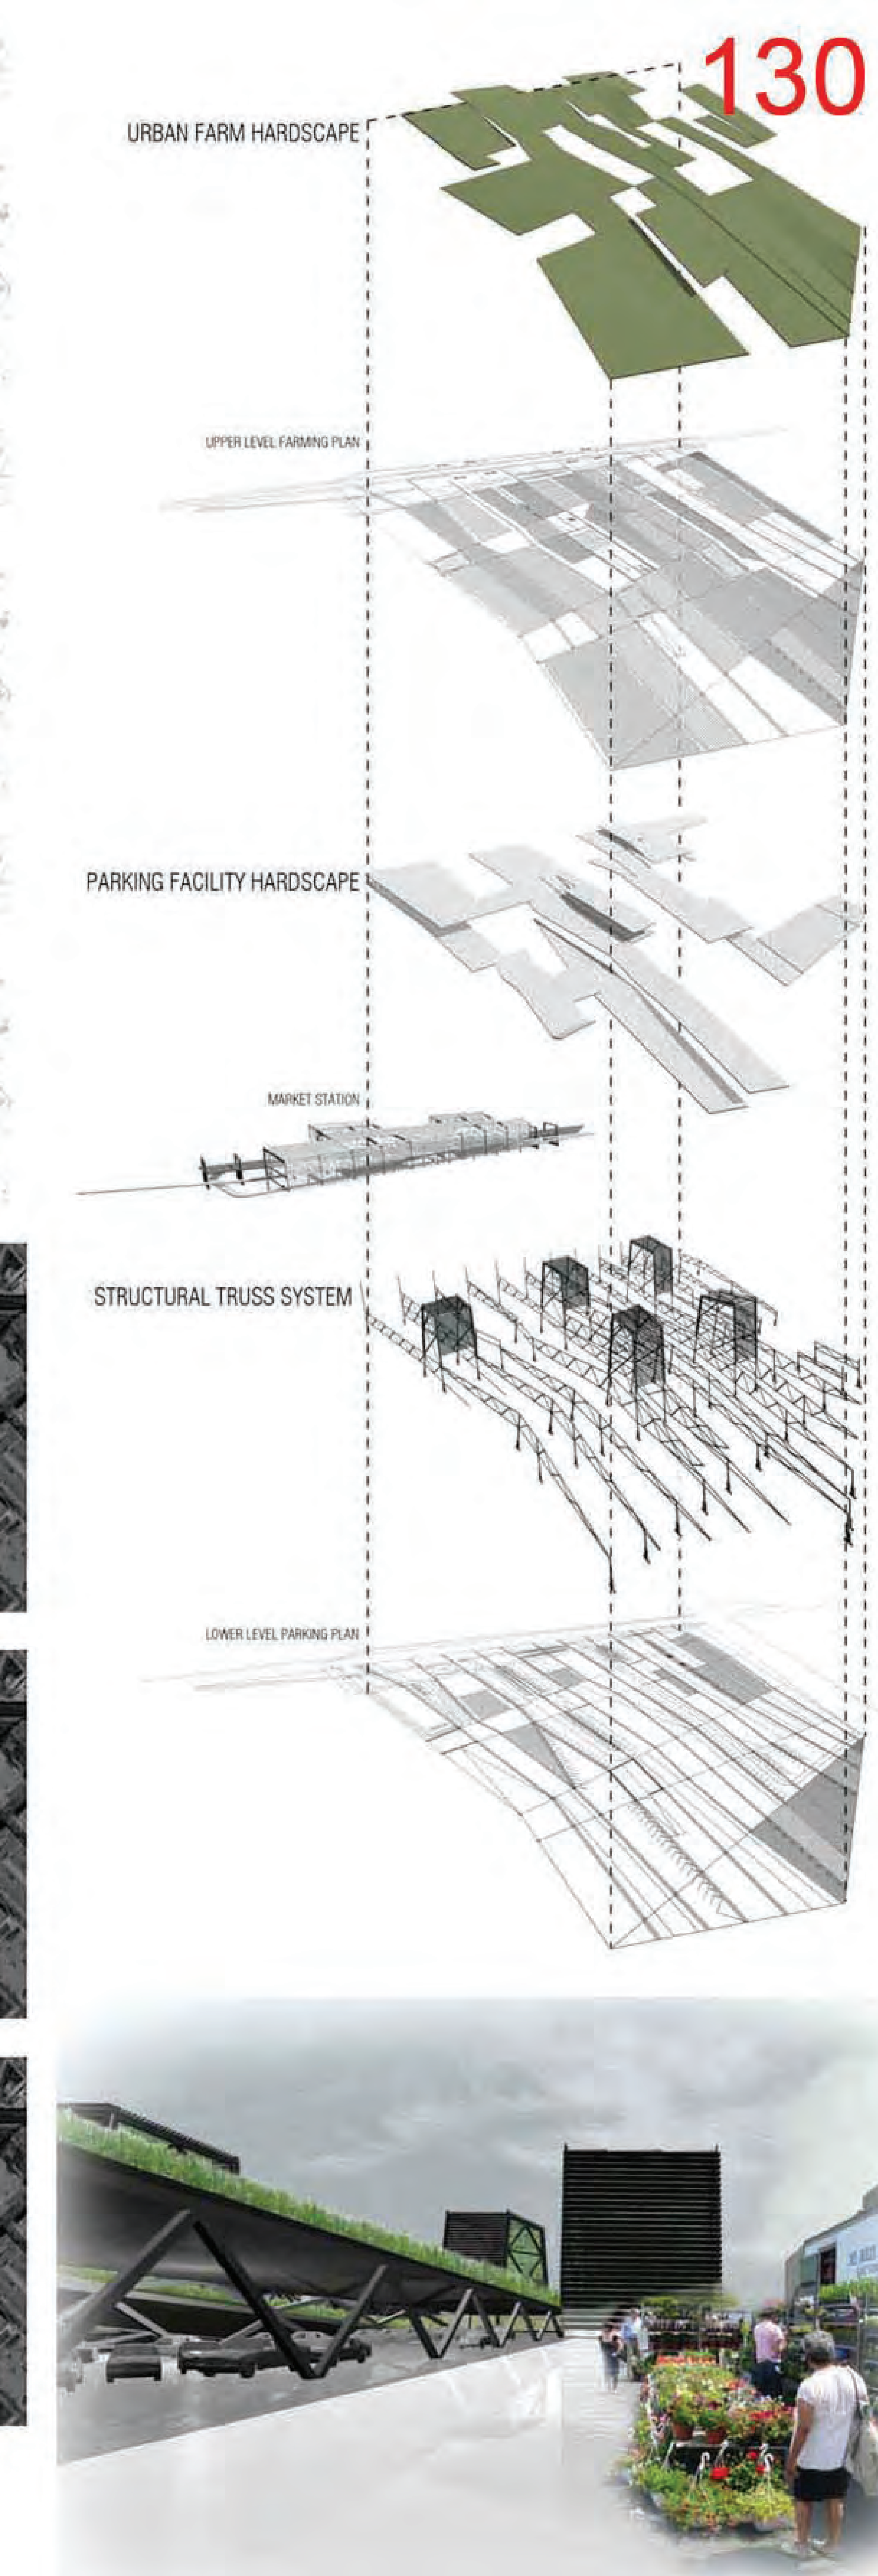 130
URBAN FARM HARDSCAPE
UPPER LEVEL FARMING PLAN
PARKING FACILITY HARDSCAPE
MARKET STATION
STRUCTURAL TRUSS SYSTEM
LOWER LEVEL PARKING PLAN